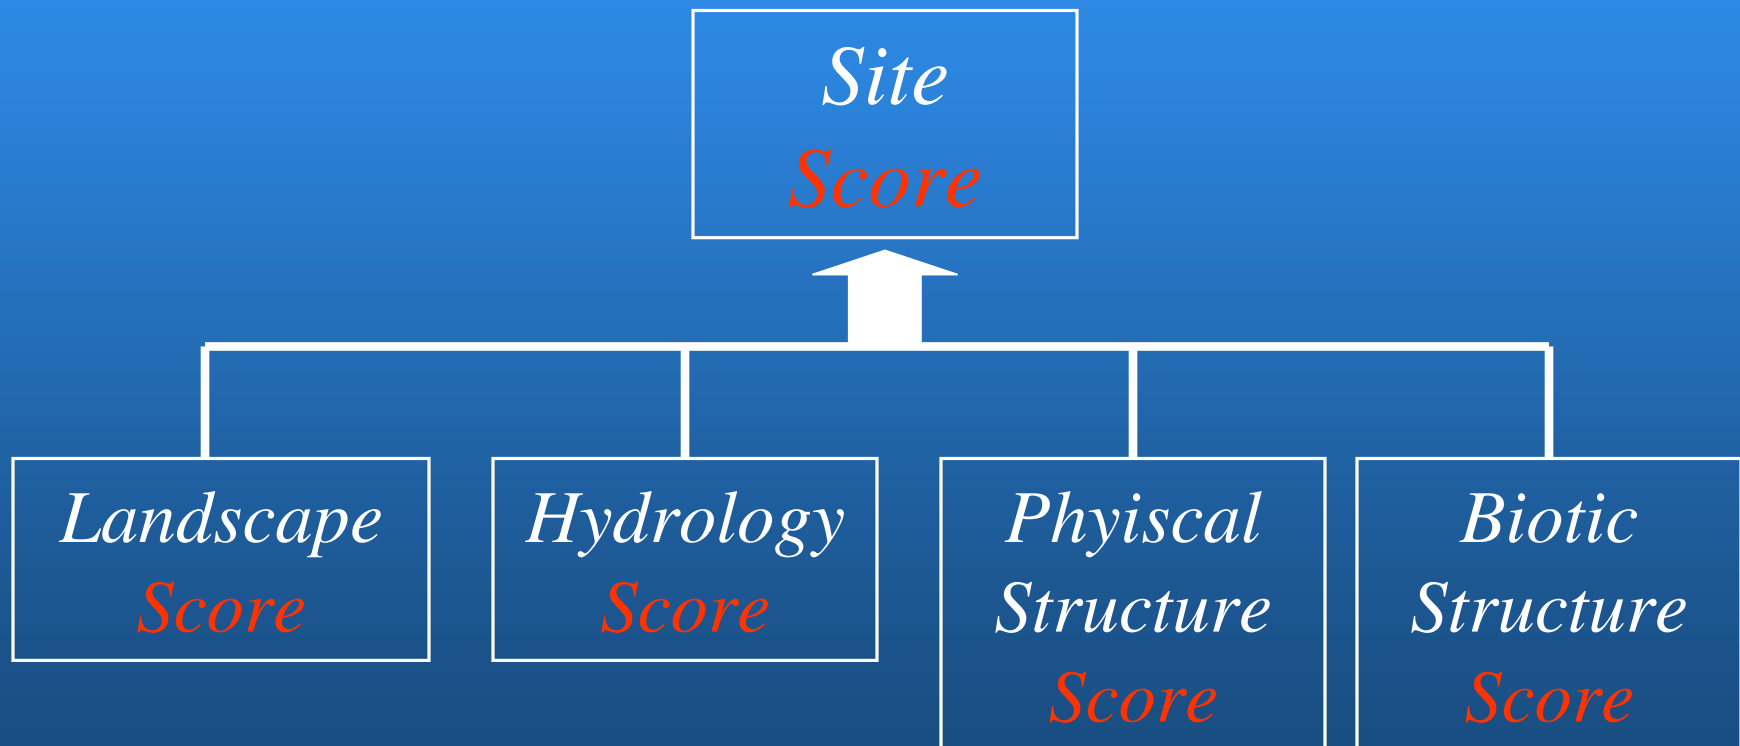 Site
Score
Landscape
Score
Hydrology
Score
Phyiscal
Structure
Score
Biotic
Structure
Score